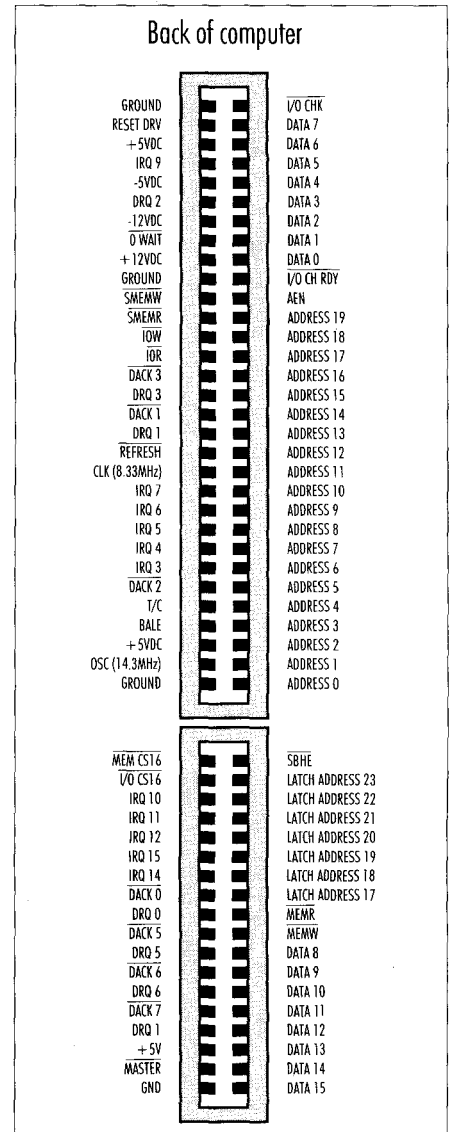 Back of computer
GROUND I/O CHK
RESET DRV DATA 7
+5VDC DATA 6
IRQ 9 DATA 5
-5VDC DATA 4
DRQ 2 DATA 3
-12VDC DATA 2
0 WAIT DATA 1
+12VDC DATA 0
GROUND I/O CH RDY
SMEMW AEN
SMEMR ADDRESS 19
IOW ADDRESS 18
IOR ADDRESS 17
DACK 3 ADDRESS 16
DRQ 3 ADDRESS 15
DACK 1 ADDRESS 14
DRQ 1 ADDRESS 13
REFRESH ADDRESS 12
CLK (8.33MHz) ADDRESS 11
IRQ 7 ADDRESS 10
IRQ 6 ADDRESS 9
IRQ 5 ADDRESS 8
IRQ 4 ADDRESS 7
IRQ 3 ADDRESS 6
DACK 2 ADDRESS 5
T/C ADDRESS 4
BALE ADDRESS 3
+5VDC ADDRESS 2
OSC (14.3MHz) ADDRESS 1
GROUND ADDRESS 0
MEM CS16 SBHE
I/O CS16 LATCH ADDRESS 23
IRQ 10 LATCH ADDRESS 22
IRQ 11 LATCH ADDRESS 21
IRQ 12 LATCH ADDRESS 20
IRQ 15 LATCH ADDRESS 19
IRQ 14 LATCH ADDRESS 18
DACK 0 LATCH ADDRESS 17
DRQ 0 MEMR
DACK 5 MEMW
DRQ 5 DATA 8
DACK 6 DATA 9
DRQ 6 DATA 10
DACK 7 DATA 11
DRQ 1 DATA 12
+5V DATA 13
MASTER DATA 14
GND DATA 15